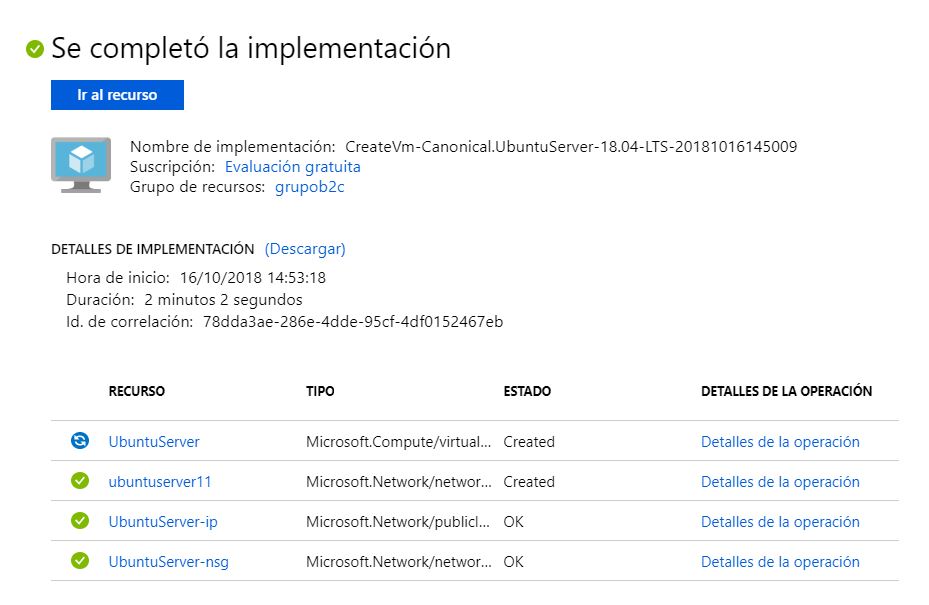 Se completó la implementación
Ir al recurso
Nombre de implementación: CreateVm-Canonical.UbuntuServer-18.04-LTS-20181016145009
Suscripción: Evaluación gratuita
Grupo de recursos: grupob2c
DETALLES DE IMPLEMENTACIÓN (Descargar)
Hora de inicio: 16/10/2018 14:53:18
Duración: 2 minutos 2 segundos
Id. de correlación: 78dda3ae-286e-4dde-95cf-4df0152467eb
RECURSO TIPO ESTADO DETALLES DE LA OPERACIÓN
UbuntuServer Microsoft.Compute/virtual... Created Detalles de la operación
ubuntuserver11 Microsoft.Network/networ... Created Detalles de la operación
UbuntuServer-ip Microsoft.Network/publicI... OK Detalles de la operación
UbuntuServer-nsg Microsoft.Network/networ... OK Detalles de la operación